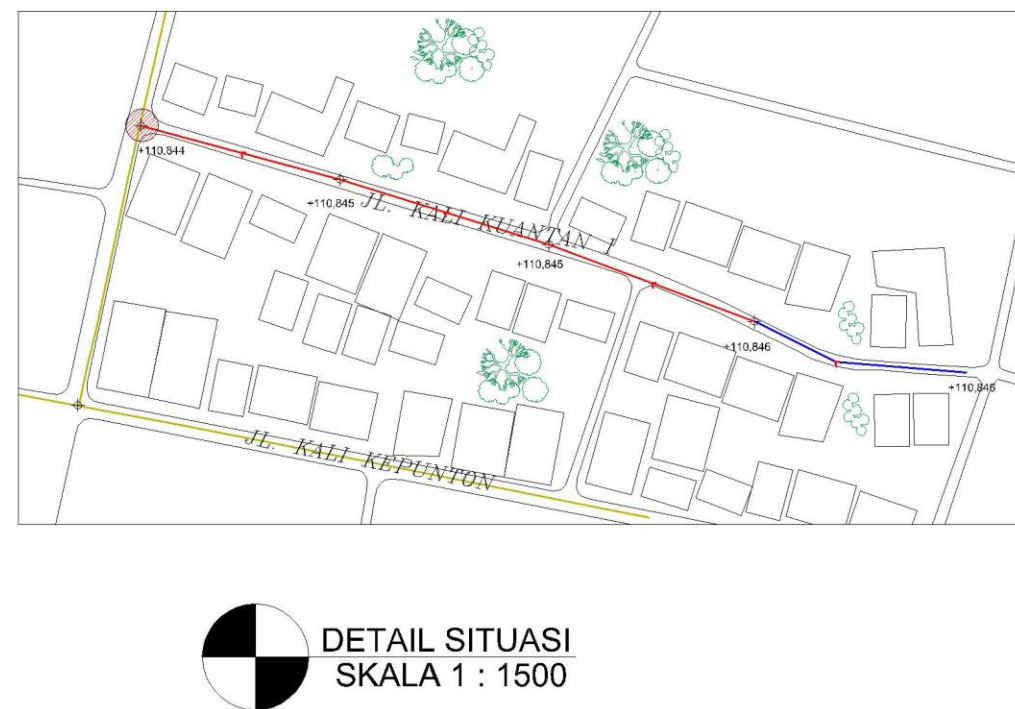 +110,844
+110,845
JL. KALI KUANTAN I
+110,845
+110,846
+110,846
JL. KALI KEPUNTON
DETAIL SITUASI
SKALA 1 : 1500